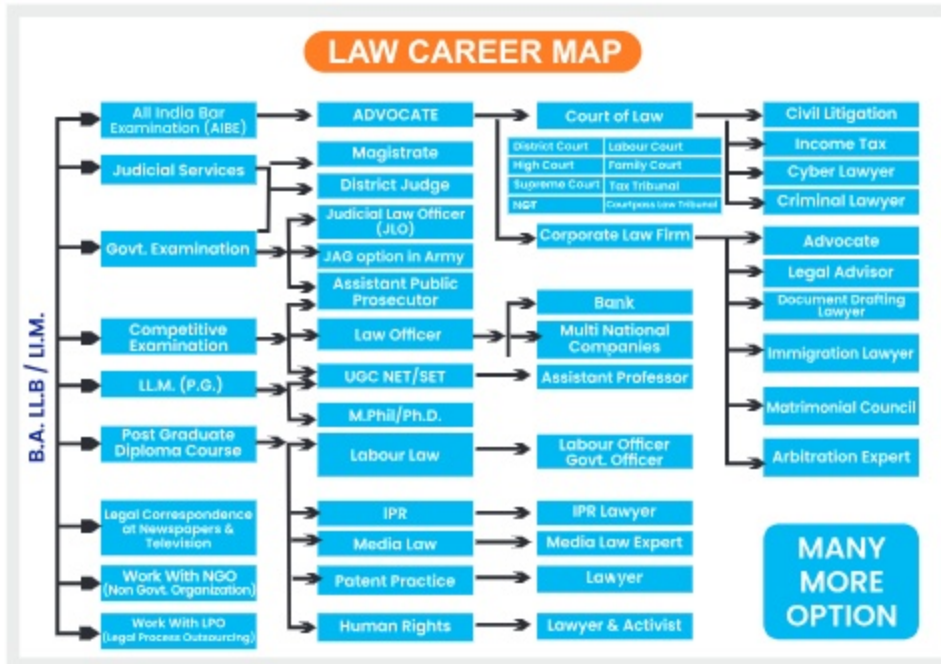 LAW CAREER MAP
B.A. LL.B / Ll.M.
All India Bar
Examination (AIBE)
Judicial Services
Govt. Examination
Competitive
Examination
LL.M. (P.G.)
Post Graduate
Diploma Course
Legal Correspondence
at Newspapers &
Television
Work With NGO
(Non Govt. Organization)
Work With LPO
(Legal Process Outsourcing)
ADVOCATE
Magistrate
District Judge
Judicial Law Officer
(JLO)
JAG option in Army
Assistant Public
Prosecutor
Law Officer
UGC NET/SET
M.Phil/Ph.D.
Labour Law
IPR
Media Law
Patent Practice
Human Rights
Court of Law
District Court Labour Court
High Court Family Court
Supreme Court Tax Tribunal
NGT Courtpass Law Tribunal
Corporate Law Firm
Bank
Multi National
Companies
Assistant Professor
Labour Officer
Govt. Officer
IPR Lawyer
Media Law Expert
Lawyer
Lawyer & Activist
Civil Litigation
Income Tax
Cyber Lawyer
Criminal Lawyer
Advocate
Legal Advisor
Document Drafting
Lawyer
Immigration Lawyer
Matrimonial Council
Arbitration Expert
MANY
MORE
OPTION